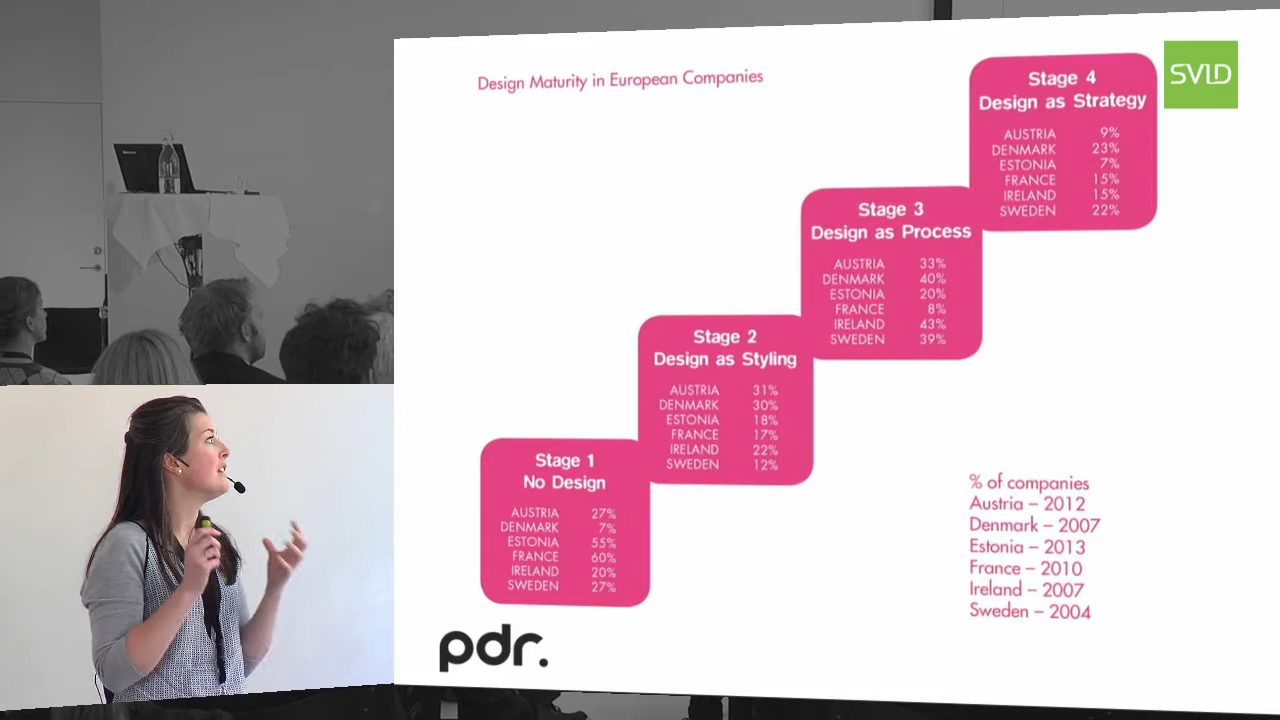 Design Maturity in European Companies
SVID
Stage 4
Design as Strategy
AUSTRIA 9%
DENMARK 23%
ESTONIA 7%
FRANCE 15%
IRELAND 15%
SWEDEN 22%
Stage 3
Design as Process
AUSTRIA 33%
DENMARK 40%
ESTONIA 20%
FRANCE 8%
IRELAND 43%
SWEDEN 39%
Stage 2
Design as Styling
AUSTRIA 31%
DENMARK 30%
ESTONIA 18%
FRANCE 17%
IRELAND 22%
SWEDEN 12%
Stage 1
No Design
AUSTRIA 27%
DENMARK 7%
ESTONIA 55%
FRANCE 60%
IRELAND 20%
SWEDEN 27%
% of companies
Austria – 2012
Denmark – 2007
Estonia – 2013
France – 2010
Ireland – 2007
Sweden – 2004
pdr.